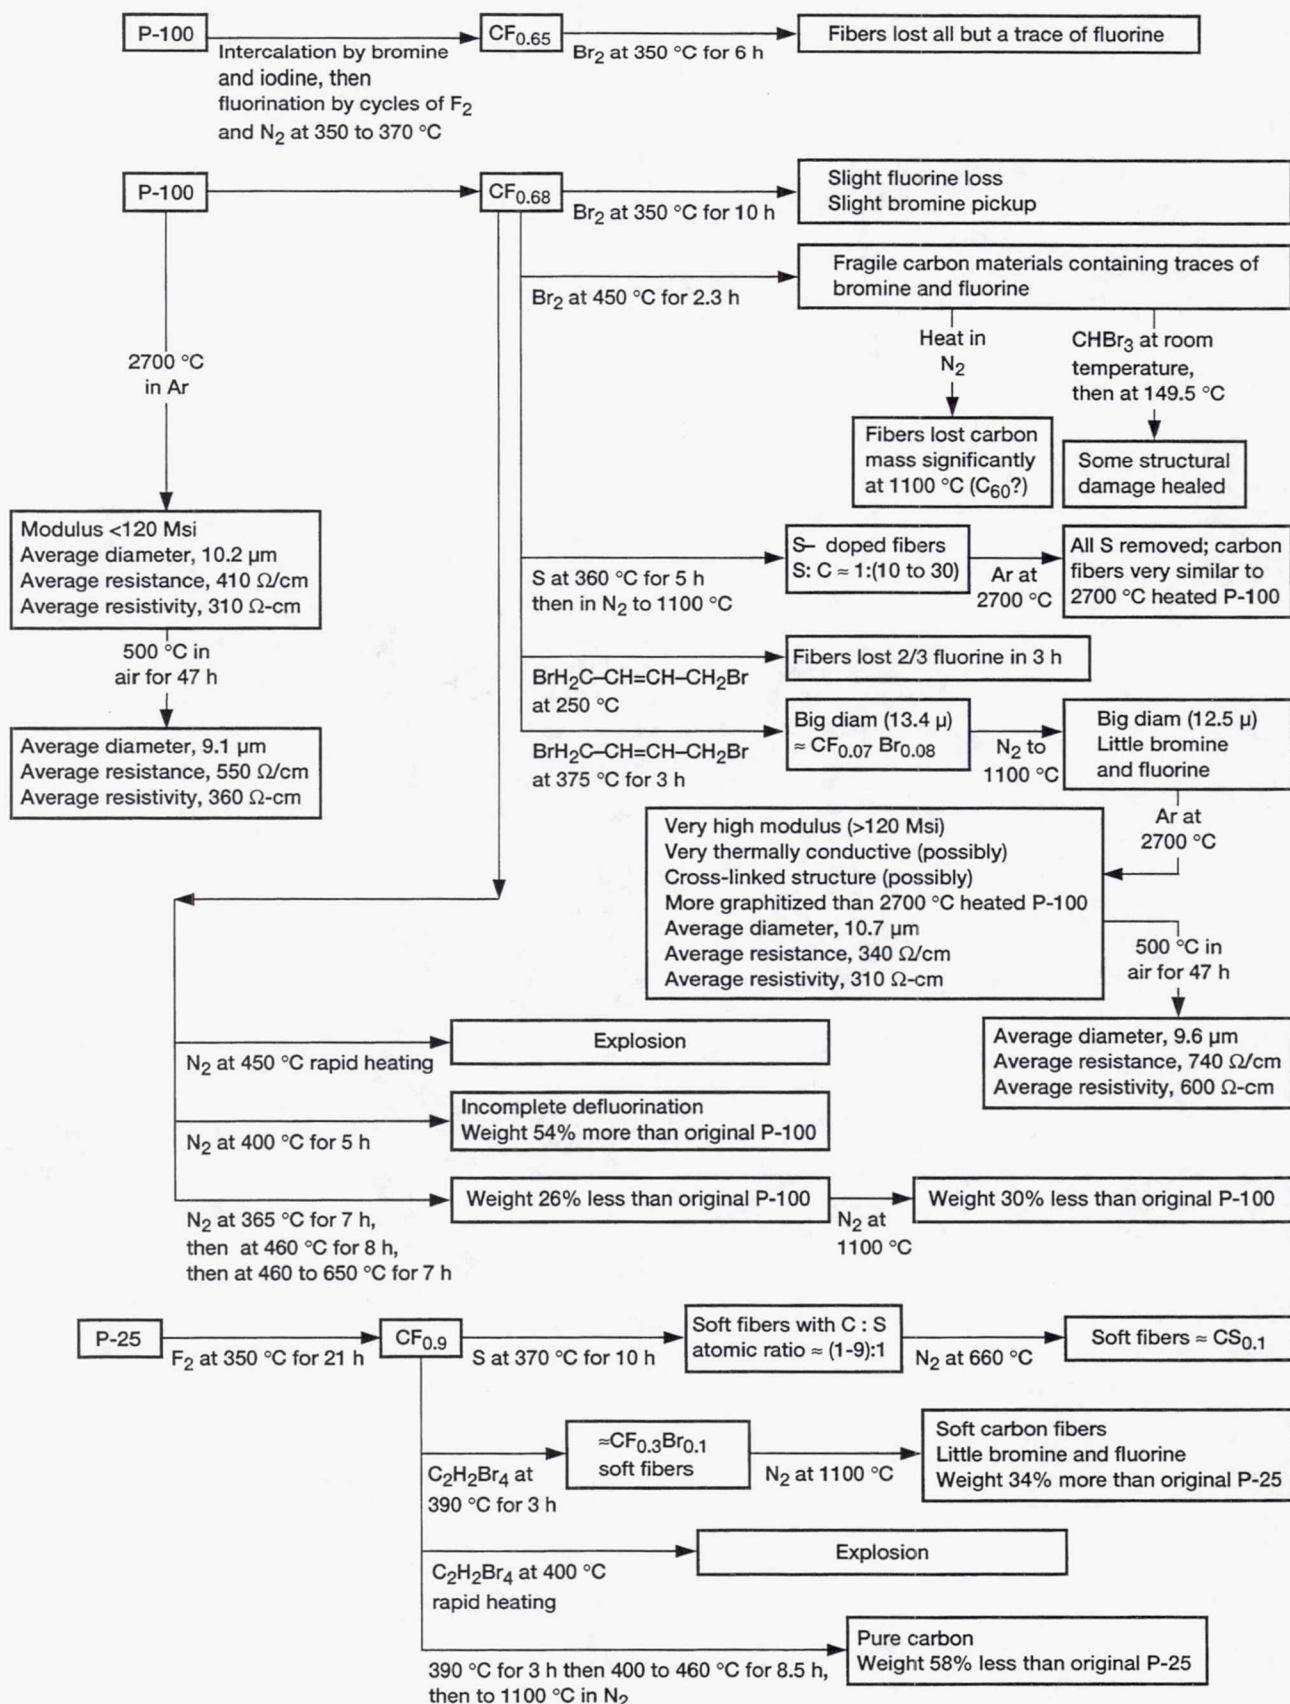 P-100
Intercalation by bromine
and iodine, then
fluorination by cycles of F2
and N2 at 350 to 370 °C
CF0.65
Br2 at 350 °C for 6 h
Fibers lost all but a trace of fluorine
P-100
CF0.68
Br2 at 350 °C for 10 h
Slight fluorine loss
Slight bromine pickup
Br2 at 450 °C for 2.3 h
Fragile carbon materials containing traces of
bromine and fluorine
Heat in
N2
CHBr3 at room
temperature,
then at 149.5 °C
Fibers lost carbon
mass significantly
at 1100 °C (C60?)
Some structural
damage healed
2700 °C
in Ar
Modulus <120 Msi
Average diameter, 10.2 µm
Average resistance, 410 Ω/cm
Average resistivity, 310 Ω-cm
500 °C in
air for 47 h
Average diameter, 9.1 µm
Average resistance, 550 Ω/cm
Average resistivity, 360 Ω-cm
S at 360 °C for 5 h
then in N2 to 1100 °C
S– doped fibers
S: C ≈ 1:(10 to 30)
Ar at
2700 °C
All S removed; carbon
fibers very similar to
2700 °C heated P-100
BrH2C–CH=CH–CH2Br
at 250 °C
Fibers lost 2/3 fluorine in 3 h
BrH2C–CH=CH–CH2Br
at 375 °C for 3 h
Big diam (13.4 µ)
≈ CF0.07 Br0.08
N2 to
1100 °C
Big diam (12.5 µ)
Little bromine
and fluorine
Ar at
2700 °C
Very high modulus (>120 Msi)
Very thermally conductive (possibly)
Cross-linked structure (possibly)
More graphitized than 2700 °C heated P-100
Average diameter, 10.7 µm
Average resistance, 340 Ω/cm
Average resistivity, 310 Ω-cm
500 °C in
air for 47 h
Average diameter, 9.6 µm
Average resistance, 740 Ω/cm
Average resistivity, 600 Ω-cm
N2 at 450 °C rapid heating
Explosion
N2 at 400 °C for 5 h
Incomplete defluorination
Weight 54% more than original P-100
N2 at 365 °C for 7 h,
then at 460 °C for 8 h,
then at 460 to 650 °C for 7 h
Weight 26% less than original P-100
N2 at
1100 °C
Weight 30% less than original P-100
P-25
F2 at 350 °C for 21 h
CF0.9
S at 370 °C for 10 h
Soft fibers with C : S
atomic ratio ≈ (1-9):1
N2 at 660 °C
Soft fibers ≈ CS0.1
C2H2Br4 at
390 °C for 3 h
≈CF0.3Br0.1
soft fibers
N2 at 1100 °C
Soft carbon fibers
Little bromine and fluorine
Weight 34% more than original P-25
C2H2Br4 at 400 °C
rapid heating
Explosion
390 °C for 3 h then 400 to 460 °C for 8.5 h,
then to 1100 °C in N2
Pure carbon
Weight 58% less than original P-25